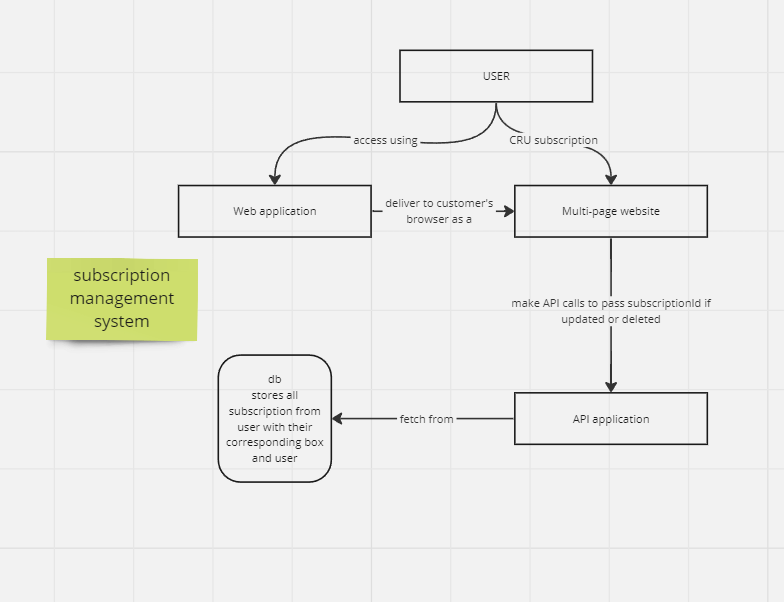 USER
access using
CRU subscription
Web application
deliver to customer's
browser as a
Multi-page website
subscription
management
system
make API calls to pass subscriptionId if
updated or deleted
db
stores all
subscription from
user with their
corresponding box
and user
fetch from
API application